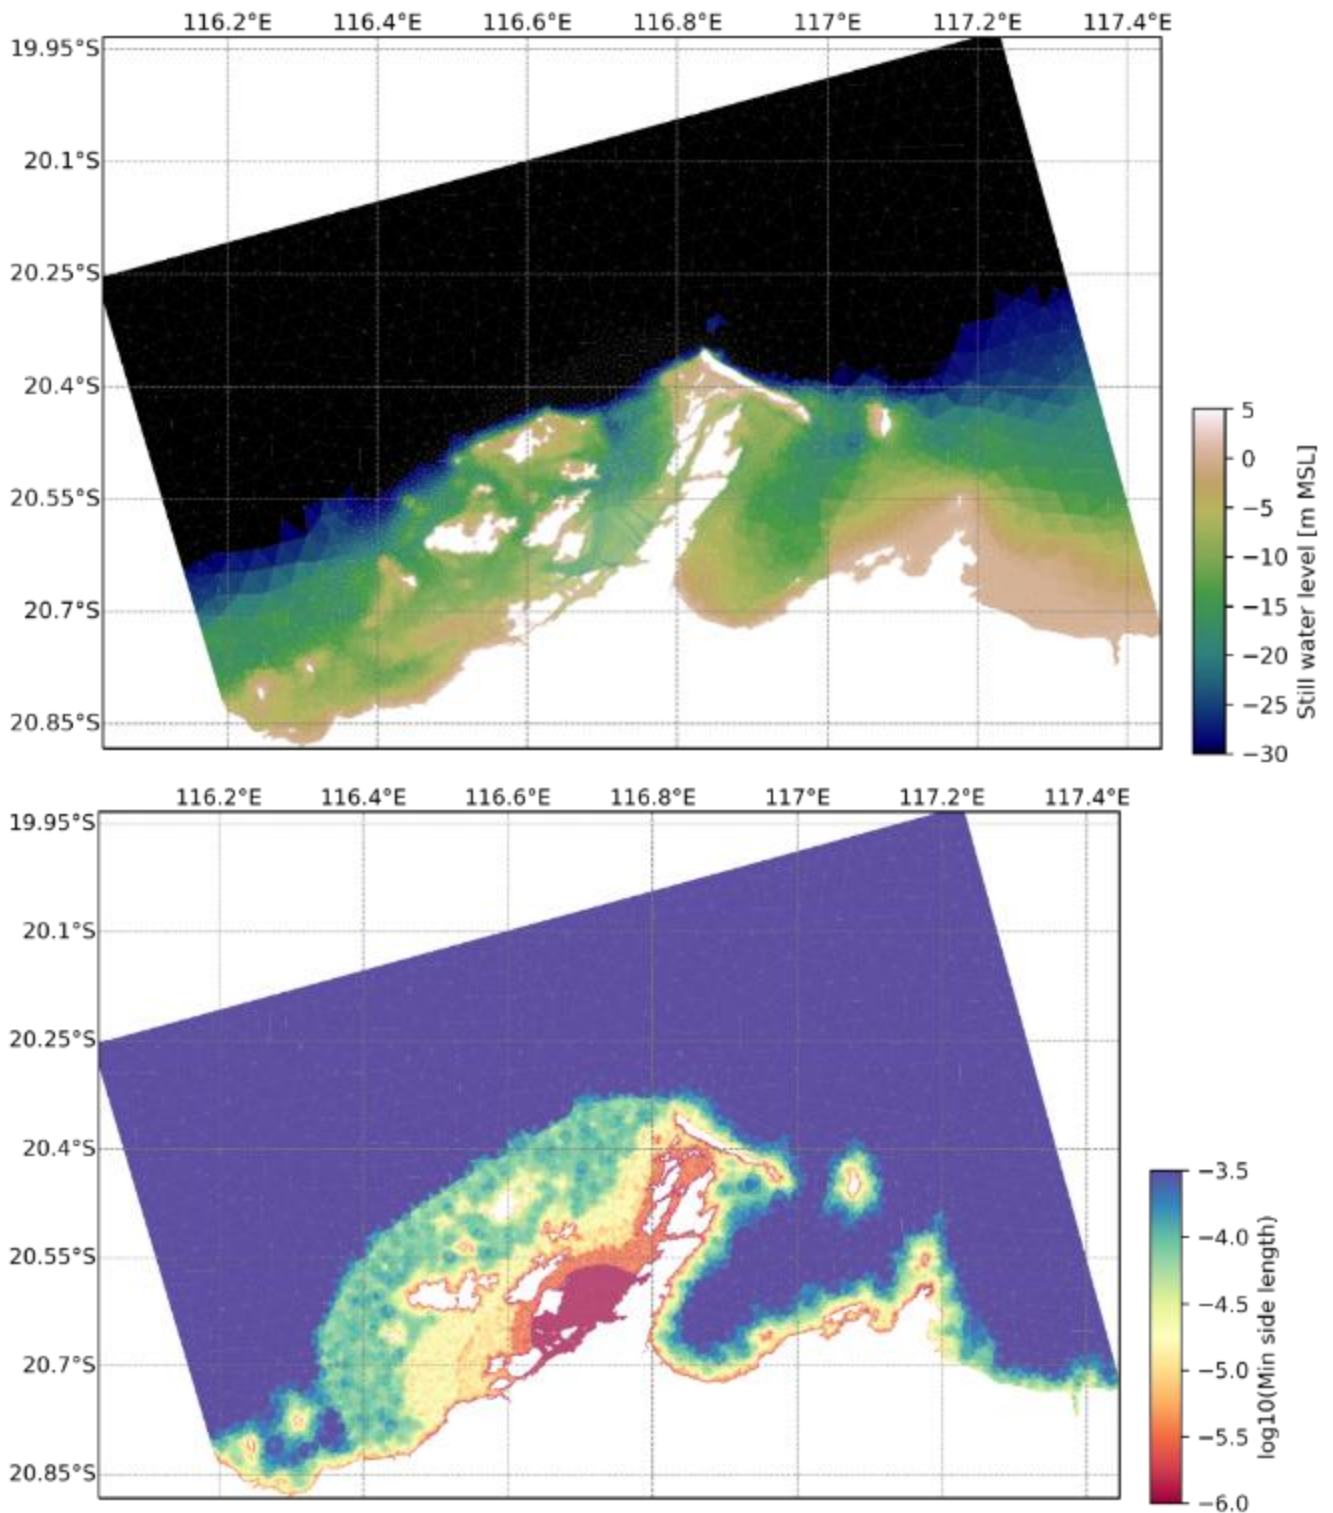 116.2°E 116.4°E 116.6°E 116.8°E 117°E 117.2°E 117.4°E
19.95°S
20.1°S
20.25°S
20.4°S
20.55°S
20.7°S
20.85°S
5
0
−5
−10
−15
−20
−25
−30
Still water level [m MSL]
116.2°E 116.4°E 116.6°E 116.8°E 117°E 117.2°E 117.4°E
19.95°S
20.1°S
20.25°S
20.4°S
20.55°S
20.7°S
20.85°S
−3.5
−4.0
−4.5
−5.0
−5.5
−6.0
log10(Min side length)